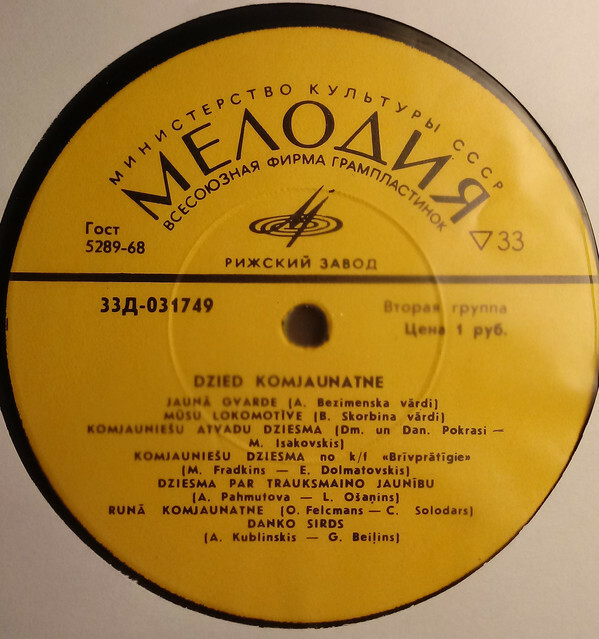 МИНИСТЕРСТВО КУЛЬТУРЫ СССР
МЕЛОДИЯ
ВСЕСОЮЗНАЯ ФИРМА ГРАМПЛАСТИНОК
Гост
5289-68
▽33
РИЖСКИЙ ЗАВОД
33Д-031749
Вторая группа
Цена 1 руб.
DZIED KOMJAUNATNE
JAUNĀ GVARDE (A. Bezimenska vārdi)
MŪSU LOKOMOTĪVE (B. Skorbina vārdi)
KOMJAUNIEŠU ATVADU DZIESMA (Dm. un Dan. Pokrasi —
M. Isakovskis)
KOMJAUNIEŠU DZIESMA no k/f «Brīvprātīgie»
(M. Fradkins — E. Dolmatovskis)
DZIESMA PAR TRAUKSMAINO JAUNĪBU
(A. Pahmutova — L. Ošaņins)
RUNĀ KOMJAUNATNE (O. Felcmans — C. Solodars)
DANKO SIRDS
(A. Kublinskis — G. Beiļins)